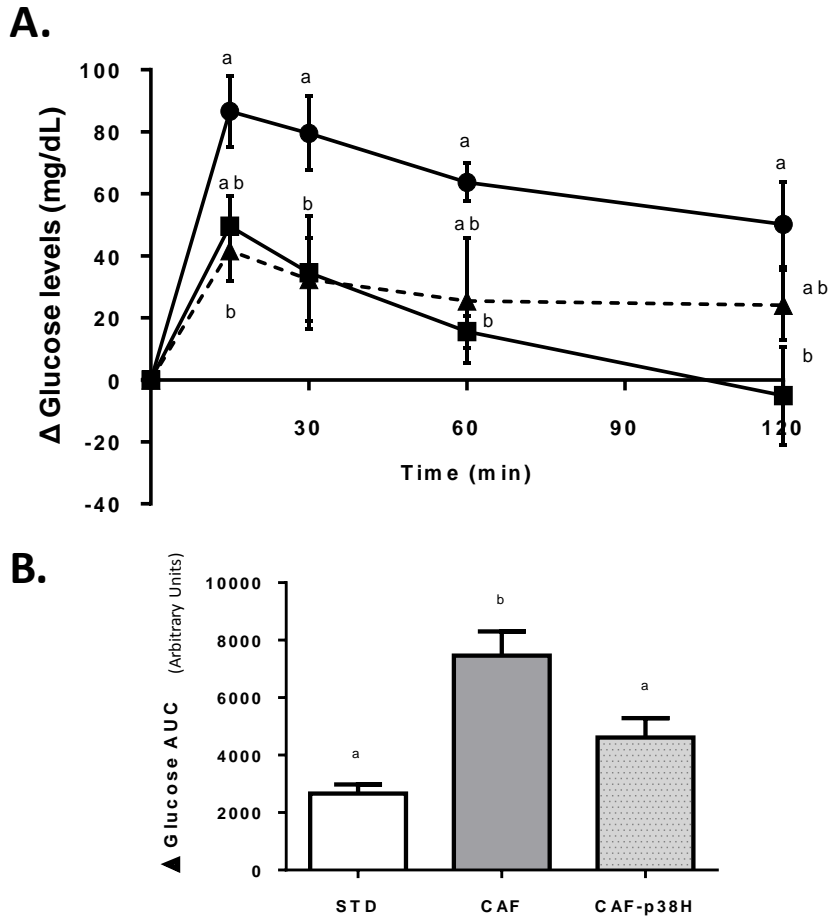 A.
Δ Glucose levels (mg/dL)
100
80
60
40
20
0
-20
-40
a
a
a
a
a b
b
a b
a b
b
b
b
30
60
90
120
Time (min)
B.
▲ Glucose AUC (Arbitrary Units)
10000
8000
6000
4000
2000
0
a
b
a
STD
CAF
CAF-p38H